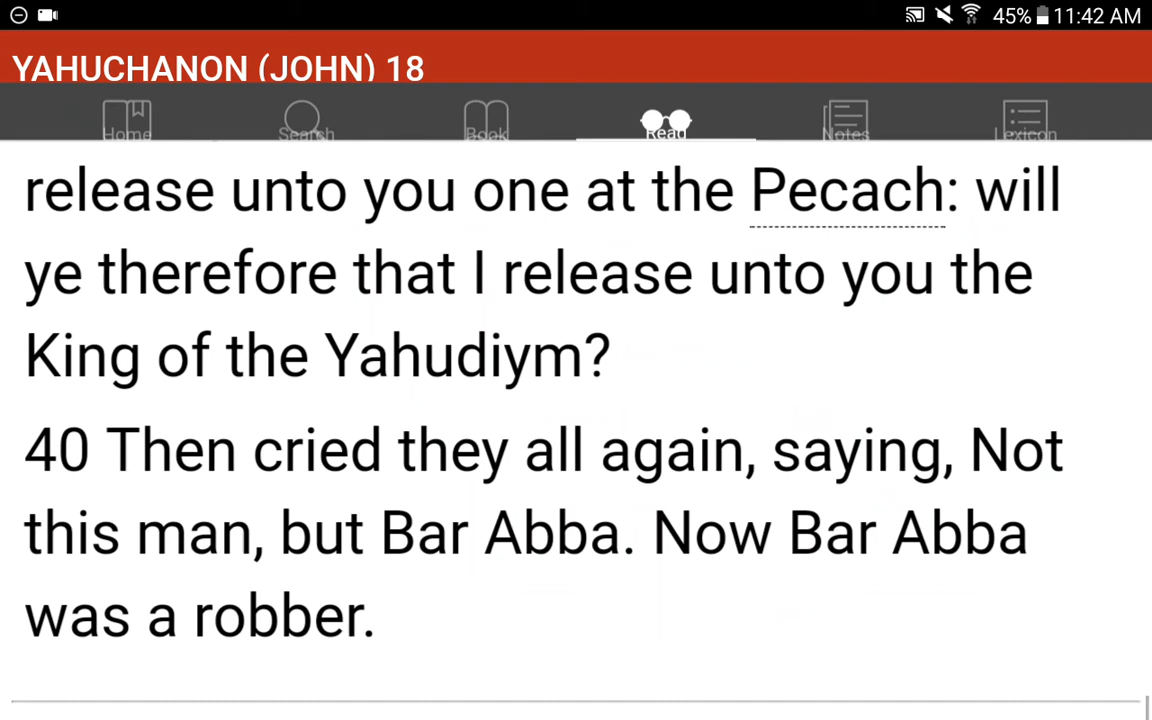 45% 11:42 AM
YAHUCHANON (JOHN) 18
Home Search Book Read Notes Lexicon
release unto you one at the Pecach: will
ye therefore that I release unto you the
King of the Yahudiym?
40 Then cried they all again, saying, Not
this man, but Bar Abba. Now Bar Abba
was a robber.